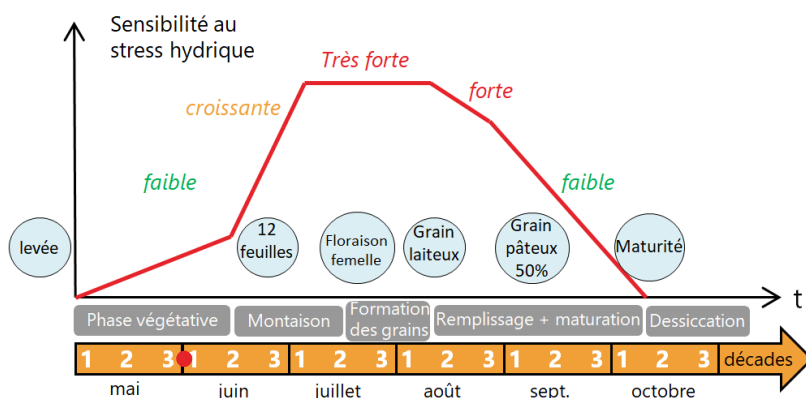 Sensibilité au
stress hydrique
Très forte
croissante
forte
faible
faible
levée
12
feuilles
Floraison
femelle
Grain
laiteux
Grain
pâteux
50%
Maturité
t
Phase végétative
Montaison
Formation
des grains
Remplissage + maturation
Dessiccation
1 2 3 1 2 3 1 2 3 1 2 3 1 2 3 1 2 3 décades
mai juin juillet août sept. octobre